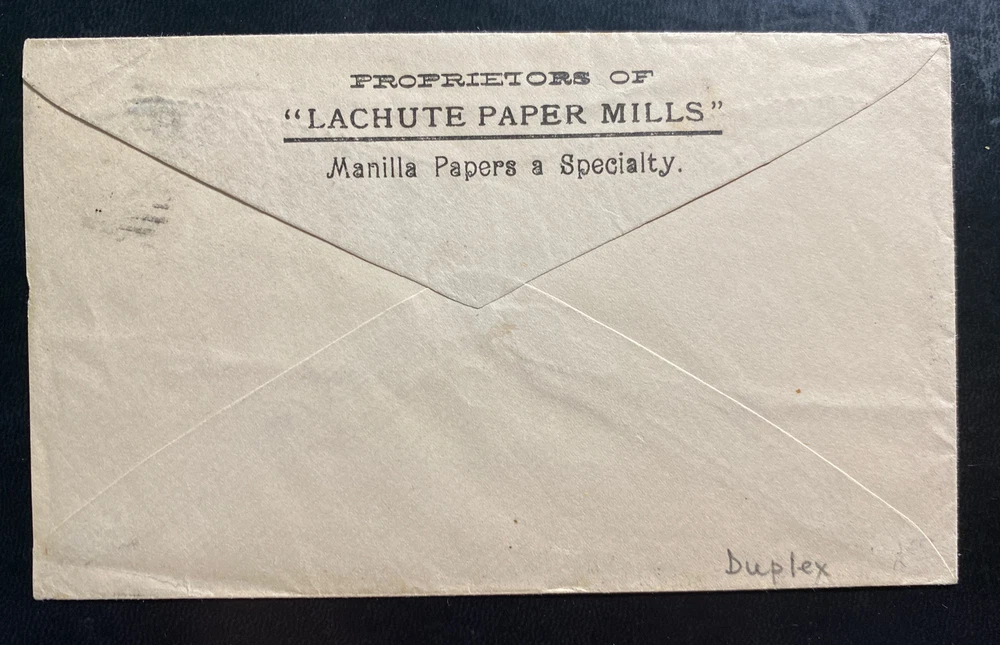 PROPRIETORS OF
“LACHUTE PAPER MILLS”
Manilla Papers a Specialty.
Duplex